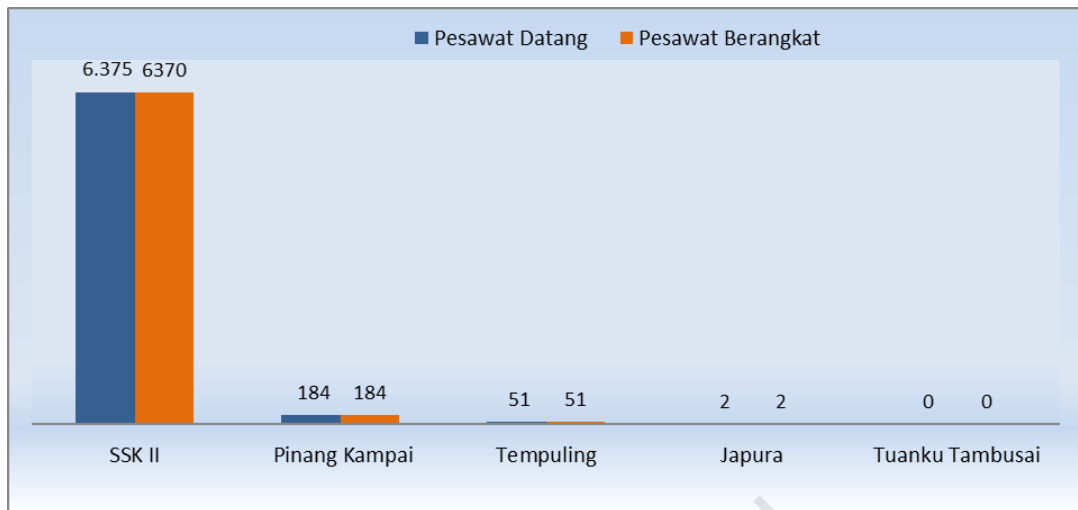 Pesawat Datang Pesawat Berangkat
6.375 6370
184 184
51 51
2 2
0 0
SSK II Pinang Kampai Tempuling Japura Tuanku Tambusai